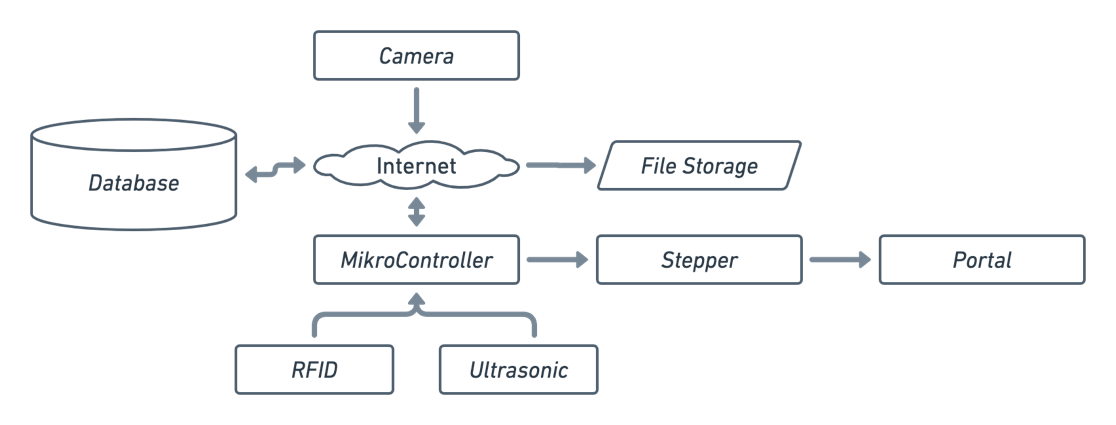 Camera
Database
Internet
File Storage
MikroController
Stepper
Portal
RFID
Ultrasonic